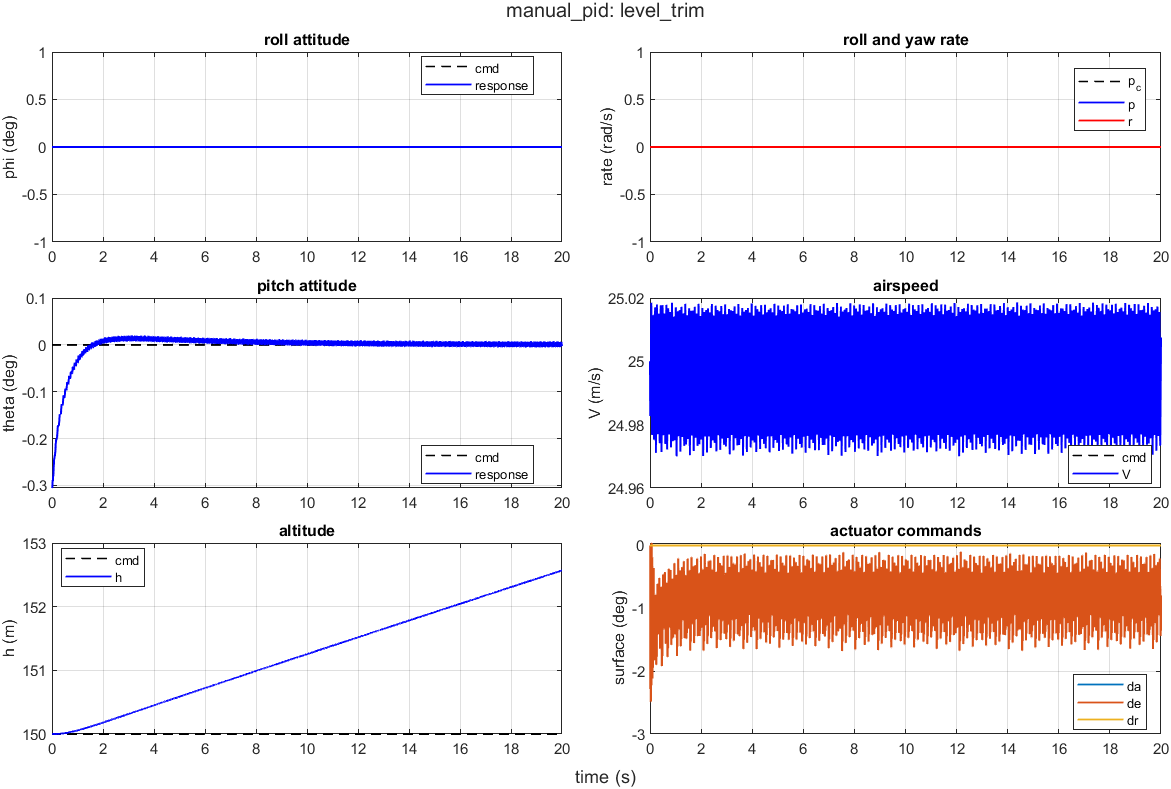 manual_pid: level_trim
roll attitude
1
0.5
0
-0.5
-1
phi (deg)
cmd
response
0 2 4 6 8 10 12 14 16 18 20
roll and yaw rate
1
0.5
0
-0.5
-1
rate (rad/s)
p_c
p
r
0 2 4 6 8 10 12 14 16 18 20
pitch attitude
0.1
0
-0.1
-0.2
-0.3
theta (deg)
cmd
response
0 2 4 6 8 10 12 14 16 18 20
airspeed
25.02
25
24.98
24.96
V (m/s)
cmd
V
0 2 4 6 8 10 12 14 16 18 20
altitude
153
152
151
150
h (m)
cmd
h
0 2 4 6 8 10 12 14 16 18 20
actuator commands
0
-1
-2
-3
surface (deg)
da
de
dr
0 2 4 6 8 10 12 14 16 18 20
time (s)